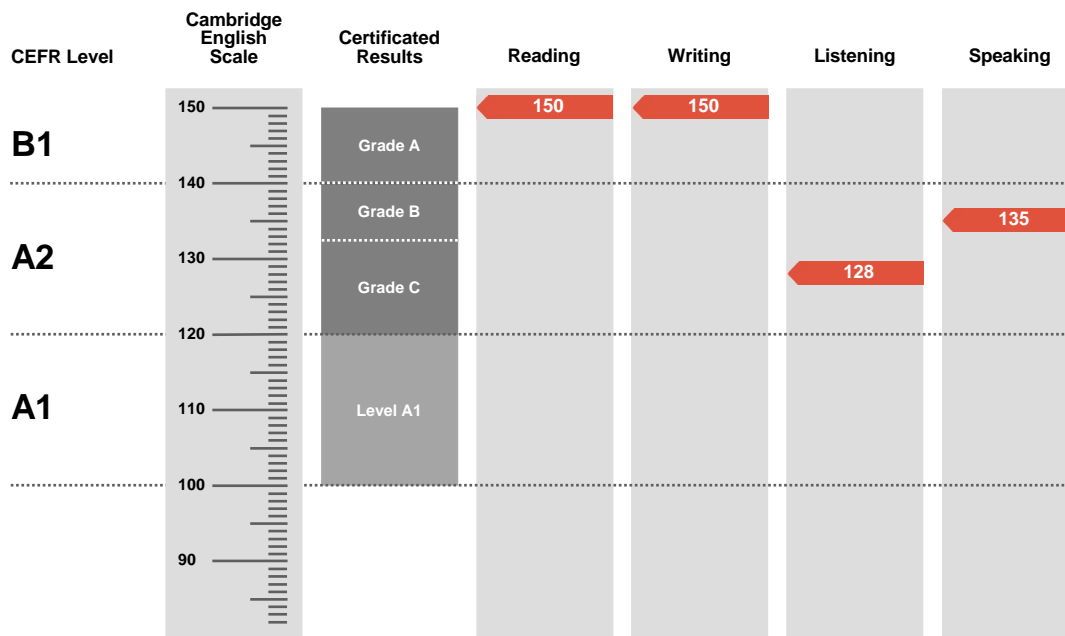 CEFR Level
Cambridge
English
Scale
Certificated
Results
Reading
Writing
Listening
Speaking
150
150
150
B1
Grade A
140
Grade B
135
A2
130
128
Grade C
120
A1
110
Level A1
100
90